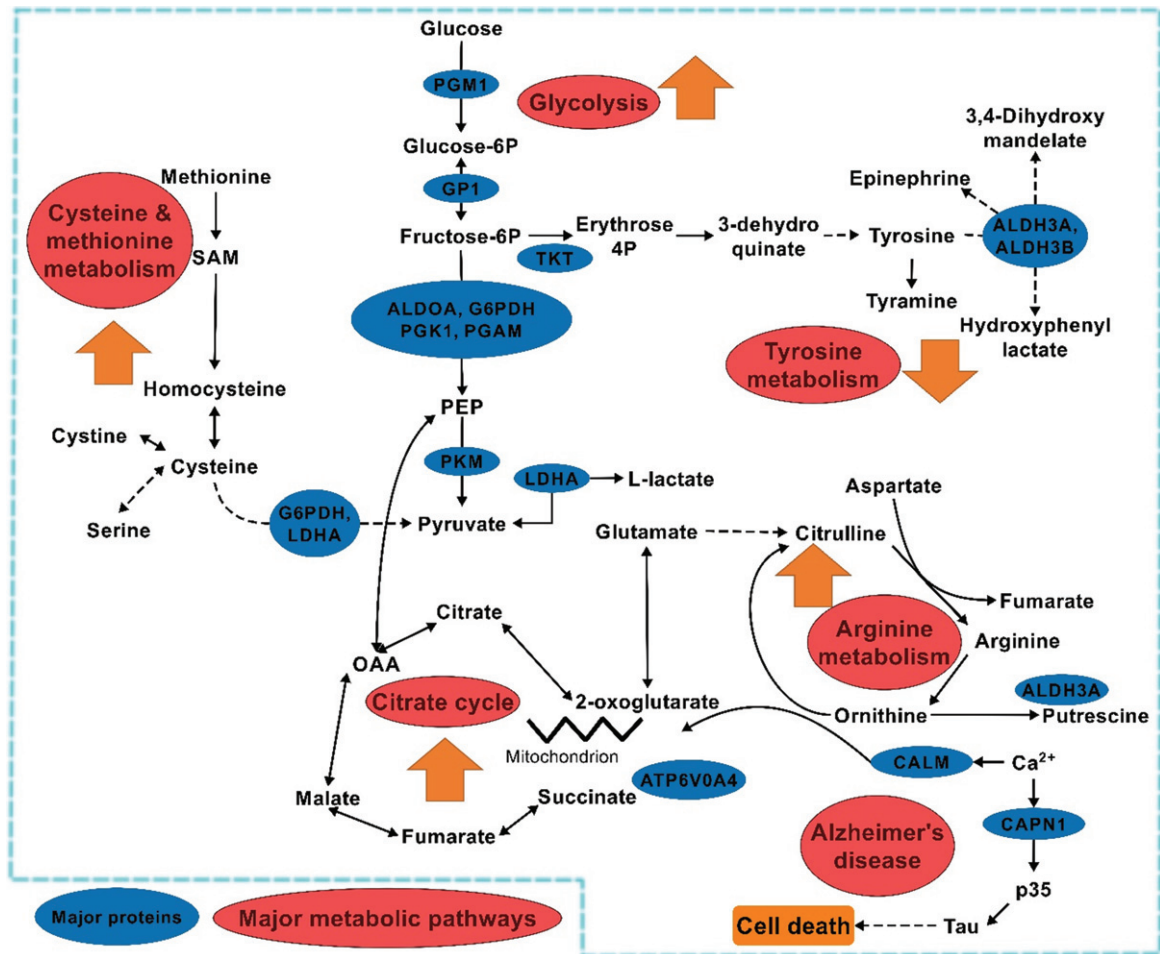 Glucose
PGM1
Glycolysis
Glucose-6P
GP1
Fructose-6P
TKT
Erythrose
4P
3-dehydro
quinate
Tyrosine
Epinephrine
3,4-Dihydroxy
mandelate
ALDH3A,
ALDH3B
Tyramine
Hydroxyphenyl
lactate
Tyrosine
metabolism
Methionine
Cysteine &
methionine
metabolism
SAM
Homocysteine
Cystine
Cysteine
Serine
G6PDH,
LDHA
ALDOA, G6PDH
PGK1, PGAM
PEP
PKM
Pyruvate
LDHA
L-lactate
Glutamate
Citrulline
Aspartate
Fumarate
Arginine
metabolism
Arginine
ALDH3A
Ornithine
Putrescine
Citrate
OAA
Citrate cycle
2-oxoglutarate
Mitochondrion
ATP6V0A4
Malate
Fumarate
Succinate
CALM
Ca2+
CAPN1
Alzheimer's
disease
p35
Tau
Cell death
Major proteins
Major metabolic pathways